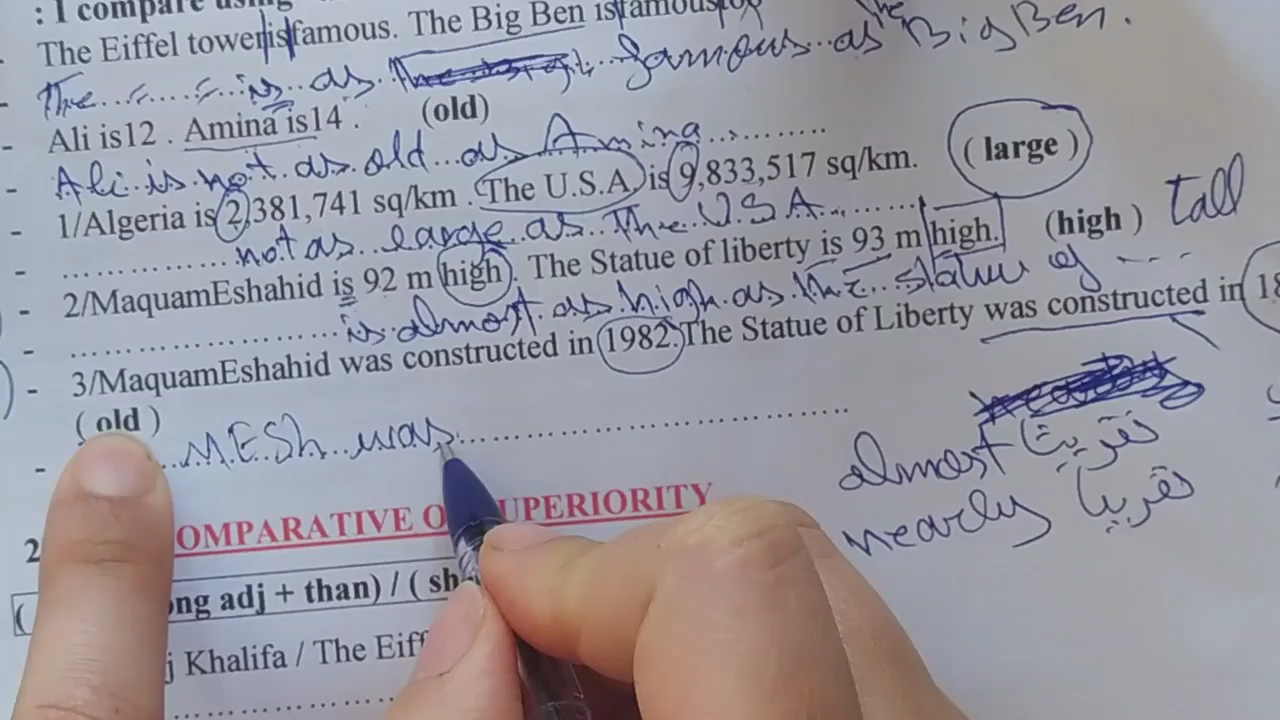 : I compare using
The Eiffel tower is famous. The Big Ben is famous too
The is as famous as the Big Ben.
- Ali is12 . Amina is14 . (old)
- Ali is not as old as Amina..........
- 1/Algeria is 2,381,741 sq/km . The U.S.A is 9,833,517 sq/km. ( large )
- .................. not as large as The U.S.A...........
- 2/MaquamEshahid is 92 m high . The Statue of liberty is 93 m high. (high ) tall
- .............................. is almost as high as the statue of ----
- 3/MaquamEshahid was constructed in 1982.The Statue of Liberty was constructed in 18
( old )
- ...M.E.Sh was.......................................................
almost تقريبا
nearly تقريبا
2 OMPARATIVE O UPERIORITY
( ong adj + than) / ( sh
j Khalifa / The Eiff